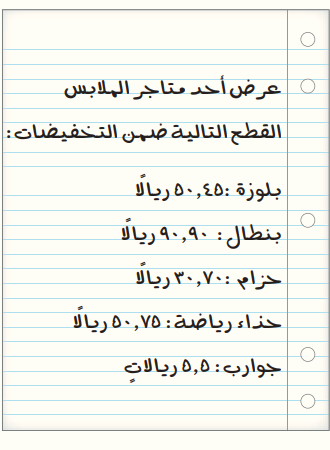 عرض أحد متاجر الملابس
القطع التالية ضمن التخفيضات:
بلوزة :٥٠,٤٥ ريالًا
بنطال : ٩٠,٩٠ ريالًا
حزام :٣٠,٧٠ ريالًا
حذاء رياضة: ٥٠,٧٥ ريالًا
جوارب: ٥,٥ ريالاتٍ